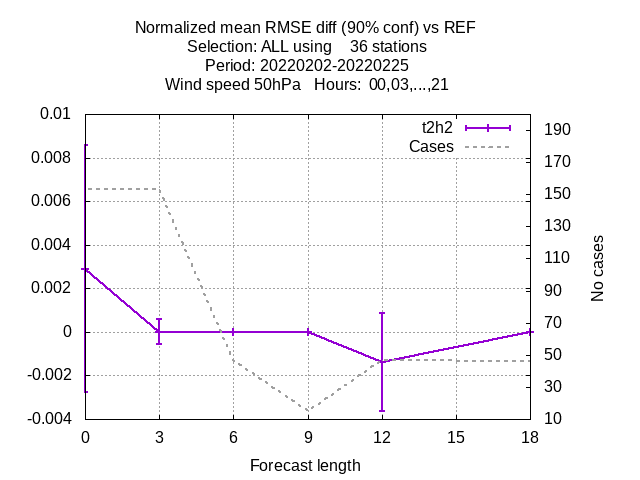 Normalized mean RMSE diff (90% conf) vs REF
Selection: ALL using 36 stations
Period: 20220202-20220225
Wind speed 50hPa Hours: 00,03,...,21
t2h2
Cases
0.01
0.008
0.006
0.004
0.002
0
-0.002
-0.004
190
170
150
130
110
90
70
50
30
10
No cases
0 3 6 9 12 15 18
Forecast length